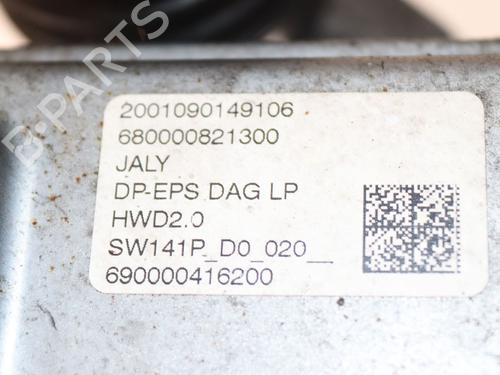 2001090149106
680000821300
JALY
DP-EPS DAG LP
HWD2.0
SW141P_D0_020__
690000416200
B-PARTS